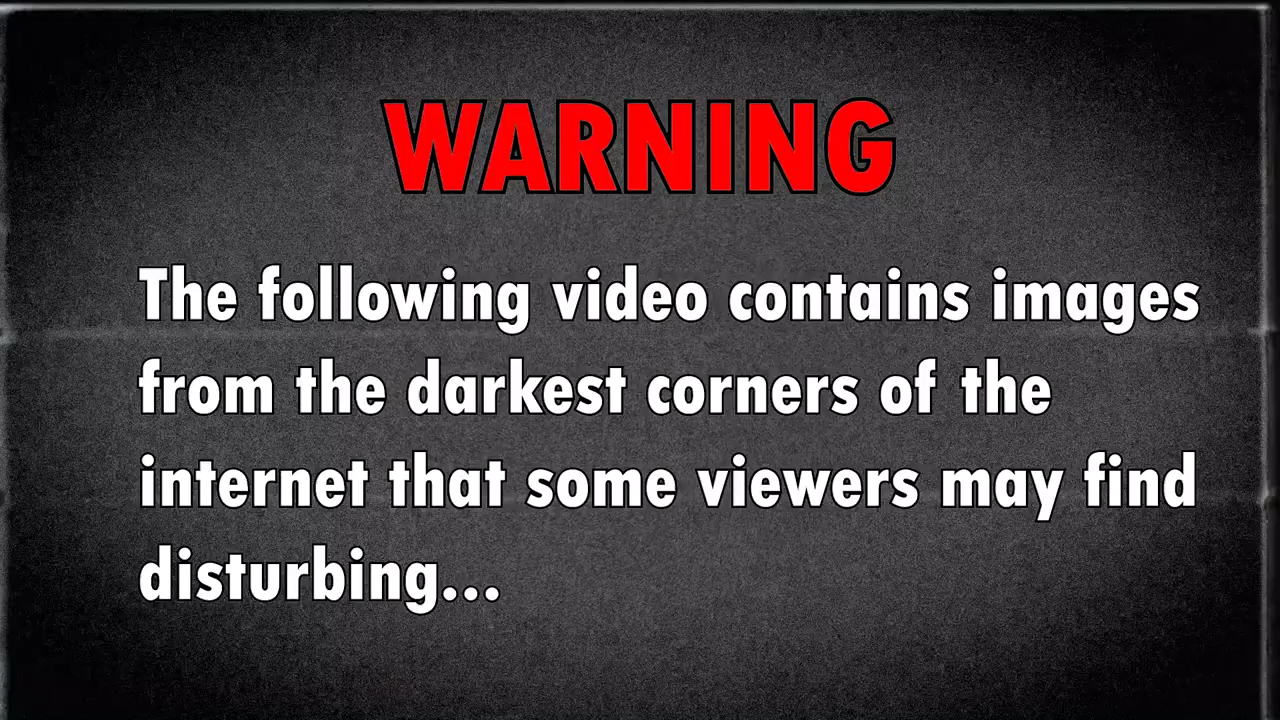 WARNING
The following video contains images
from the darkest corners of the
internet that some viewers may find
disturbing...